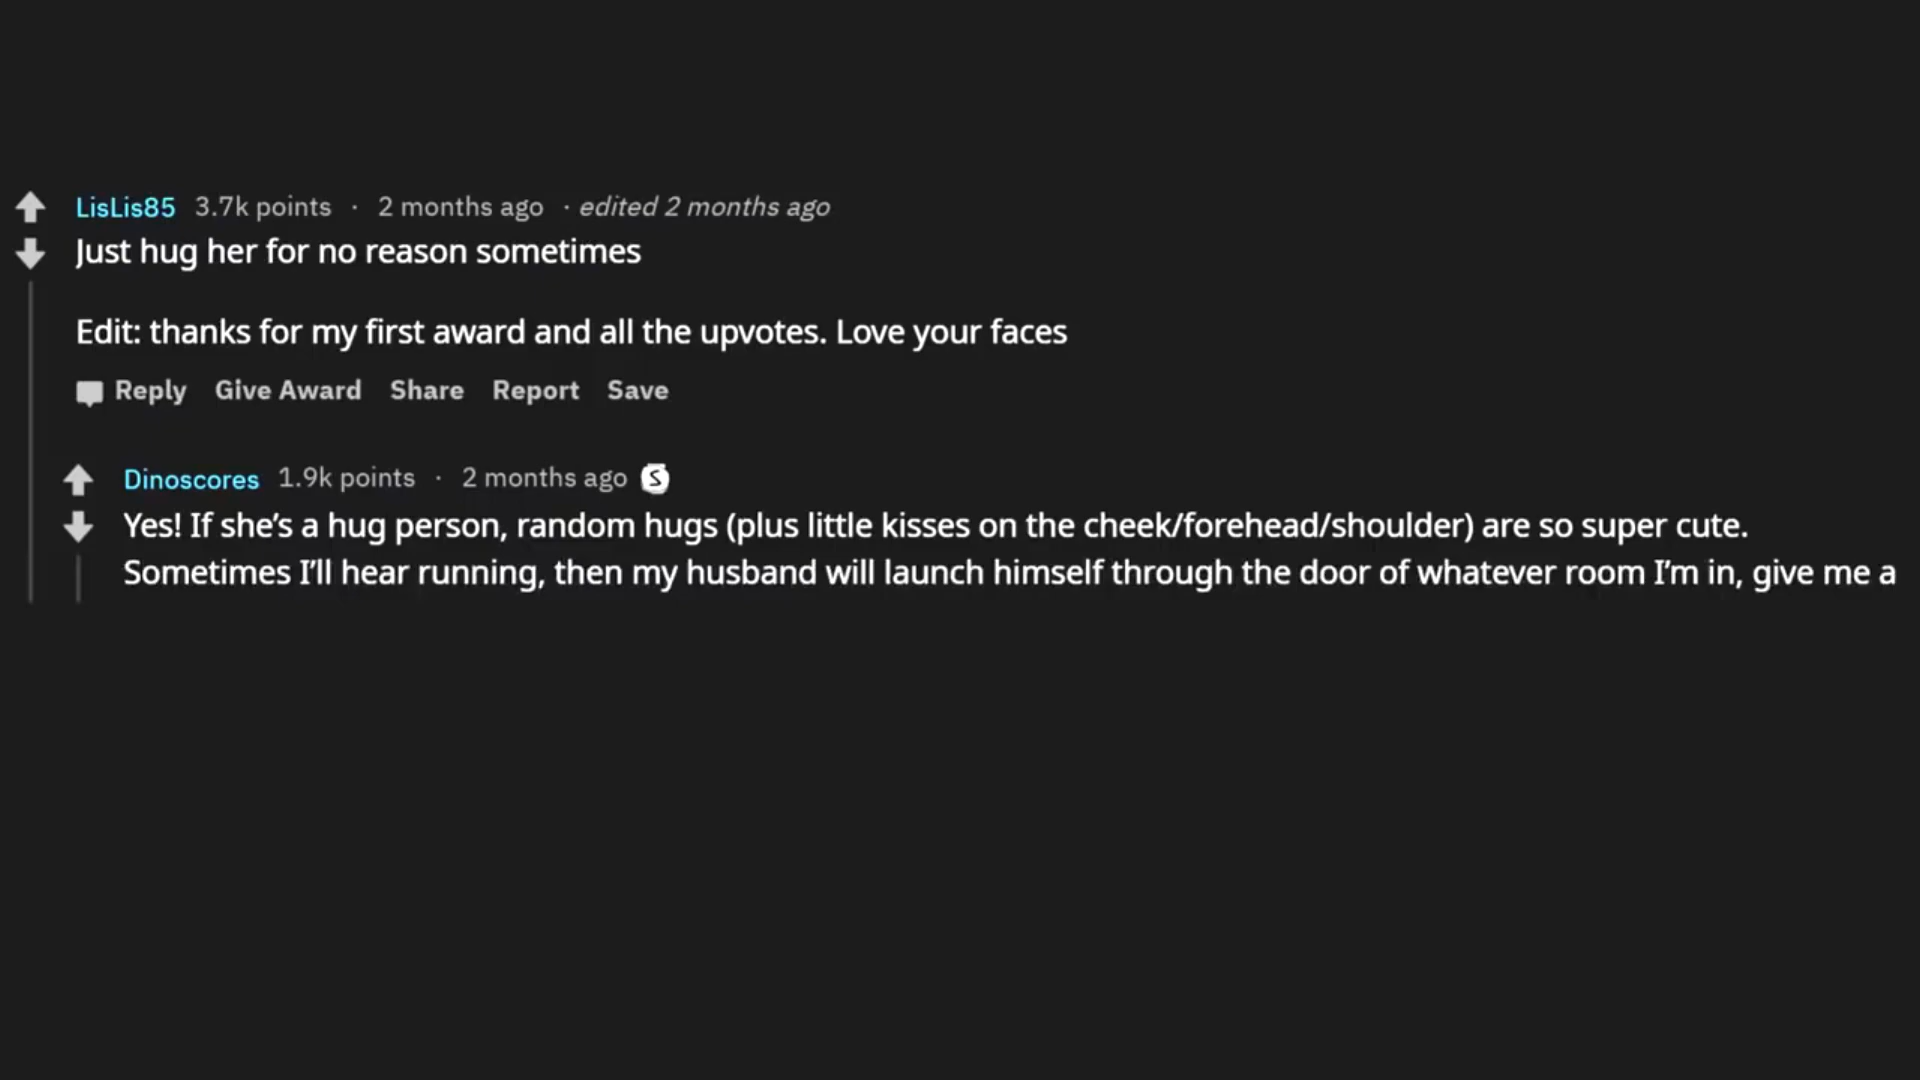 LisLis85 3.7k points · 2 months ago · edited 2 months ago
Just hug her for no reason sometimes
Edit: thanks for my first award and all the upvotes. Love your faces
Reply Give Award Share Report Save
Dinoscores 1.9k points · 2 months ago S
Yes! If she’s a hug person, random hugs (plus little kisses on the cheek/forehead/shoulder) are so super cute.
Sometimes I’ll hear running, then my husband will launch himself through the door of whatever room I’m in, give me a